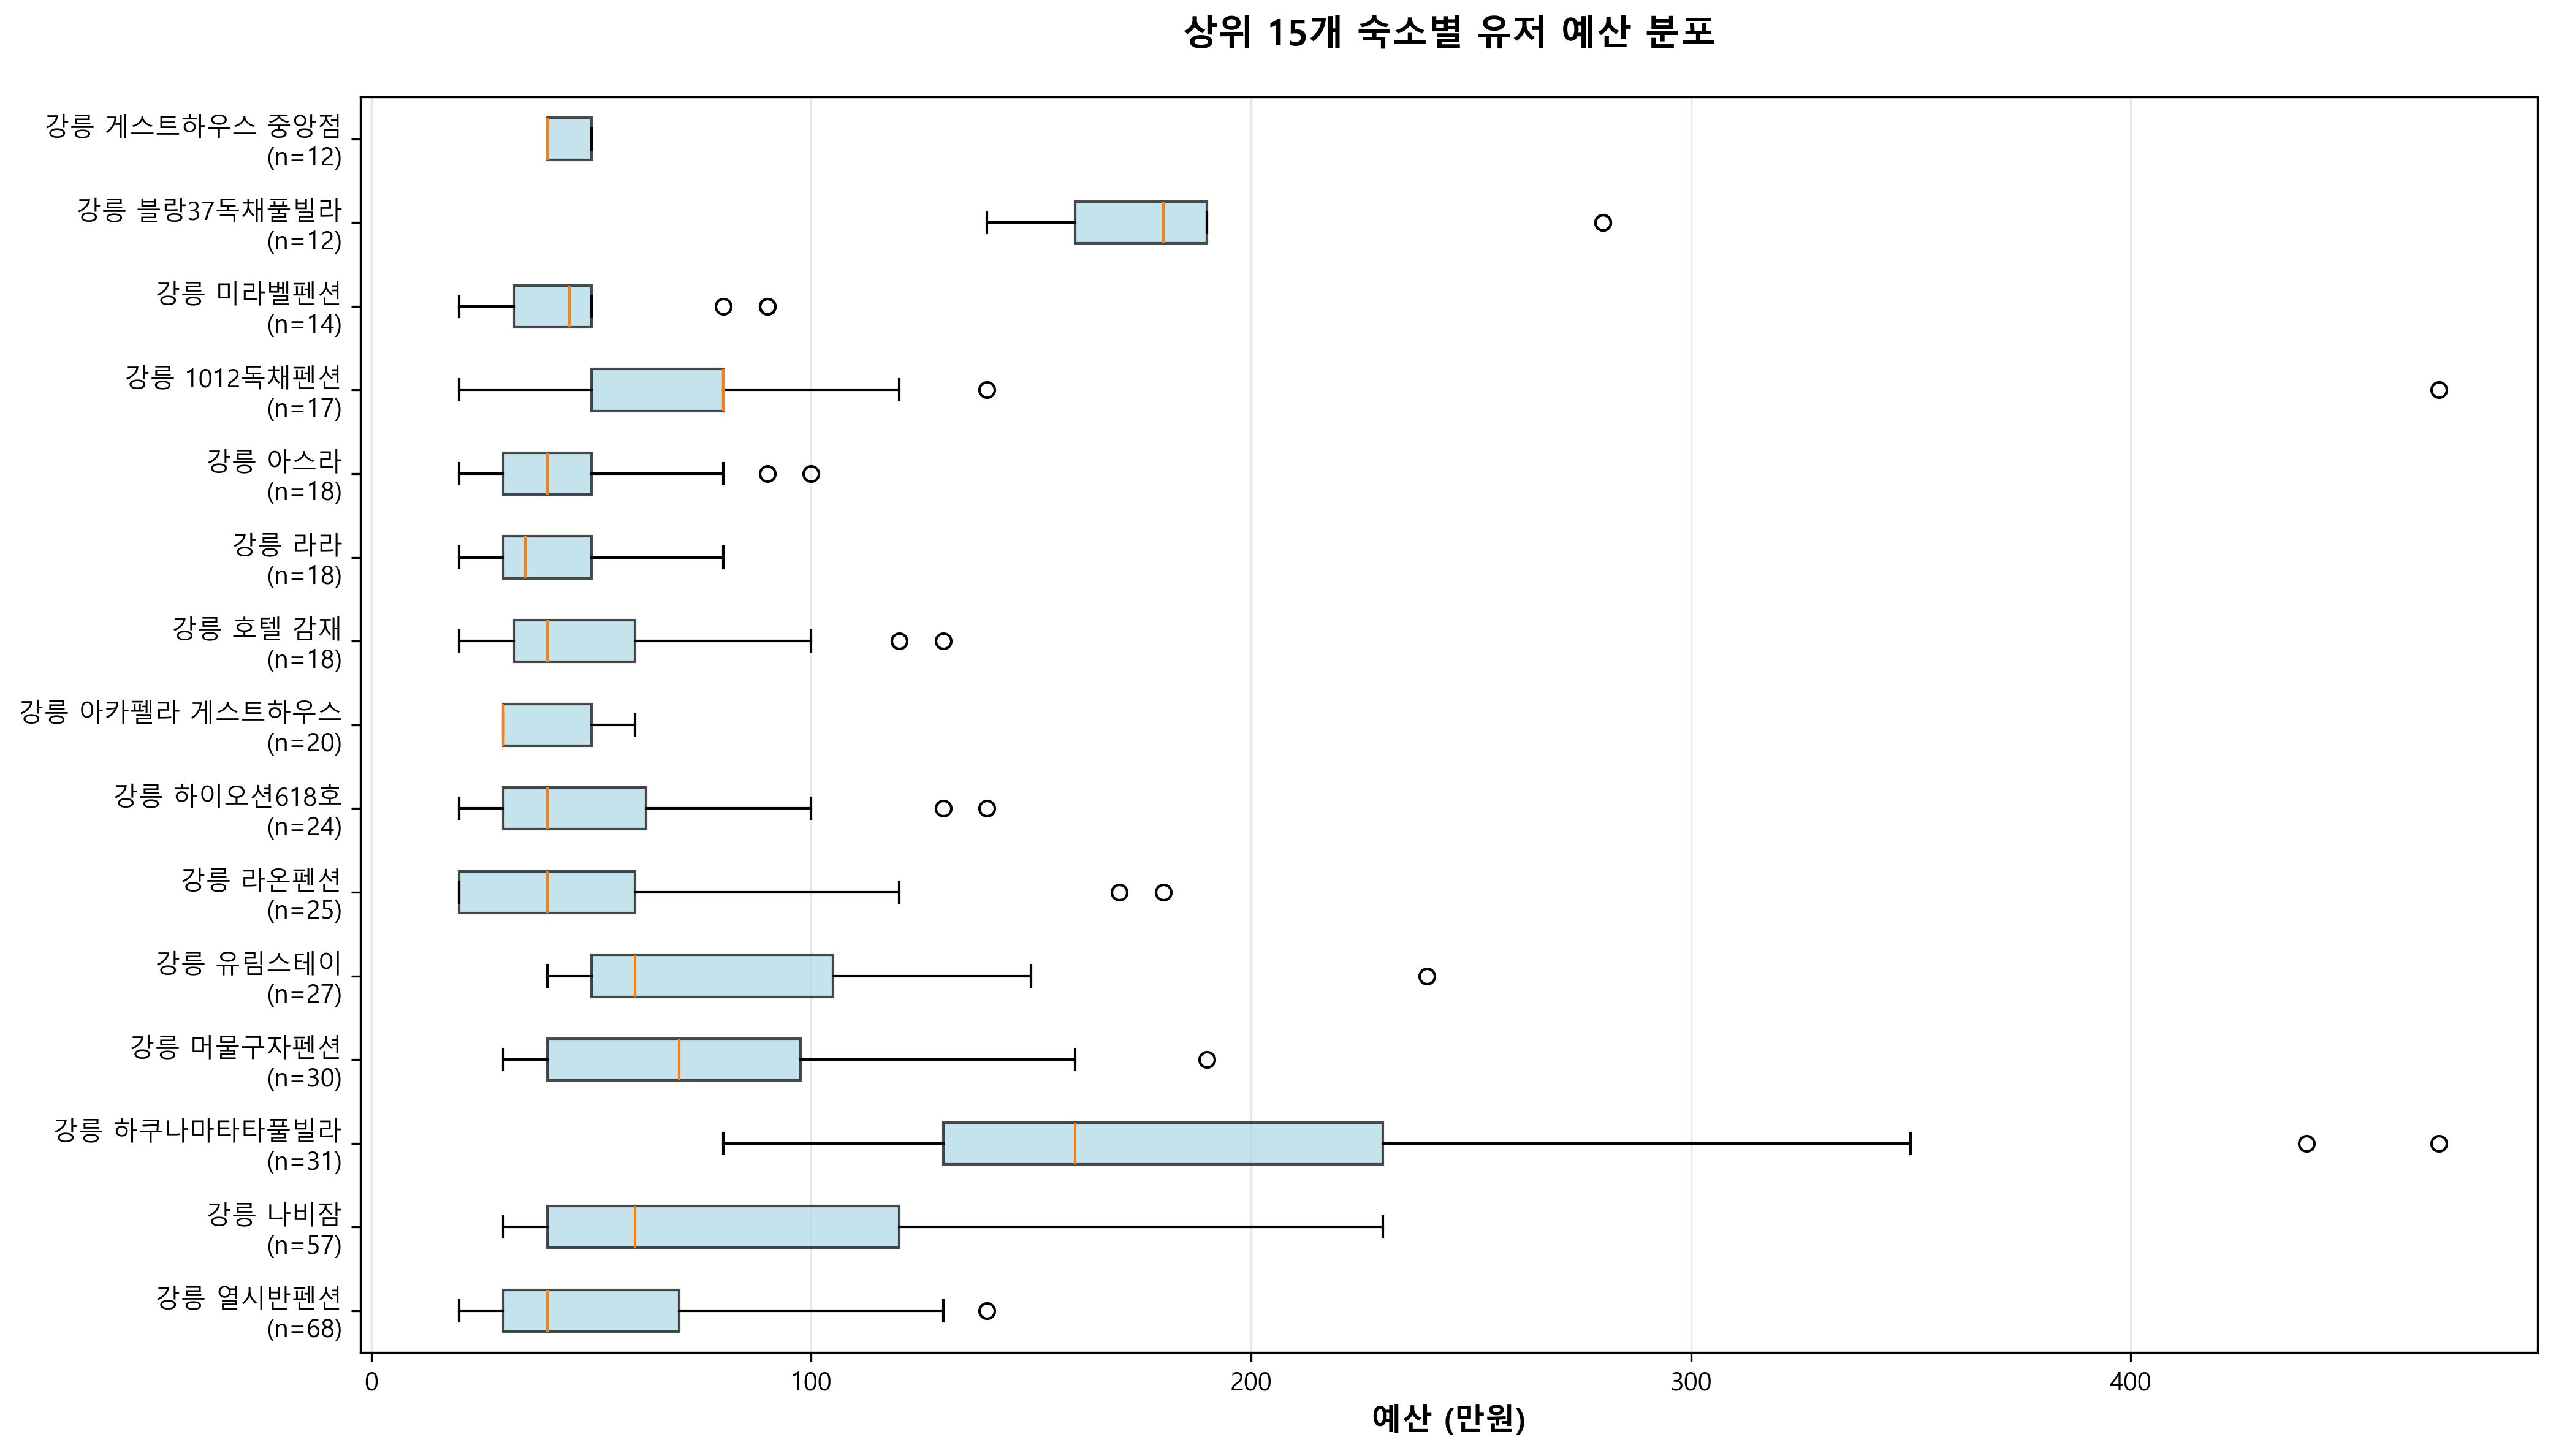 상위 15개 숙소별 유저 예산 분포
강릉 게스트하우스 중앙점
(n=12)
강릉 블랑37독채풀빌라
(n=12)
강릉 미라벨펜션
(n=14)
강릉 1012독채펜션
(n=17)
강릉 아스라
(n=18)
강릉 라라
(n=18)
강릉 호텔 감재
(n=18)
강릉 아카펠라 게스트하우스
(n=20)
강릉 하이오션618호
(n=24)
강릉 라온펜션
(n=25)
강릉 유림스테이
(n=27)
강릉 머물구자펜션
(n=30)
강릉 하쿠나마타타풀빌라
(n=31)
강릉 나비잠
(n=57)
강릉 열시반펜션
(n=68)
0 100 200 300 400
예산 (만원)